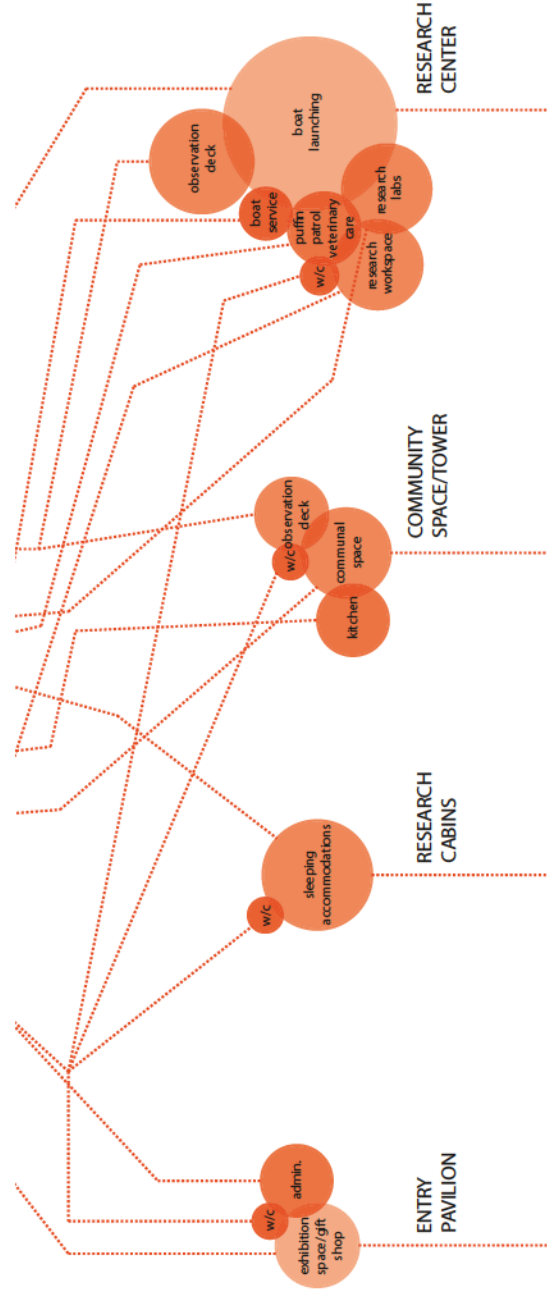 w/c
admin.
exhibition
space/gift
shop
ENTRY
PAVILION
w/c
sleeping
accommodations
RESEARCH
CABINS
w/c
observation
deck
communal
space
kitchen
COMMUNITY
SPACE/TOWER
observation
deck
boat
launching
boat
service
puffin
patrol
veterinary
care
w/c
research
labs
research
workspace
RESEARCH
CENTER